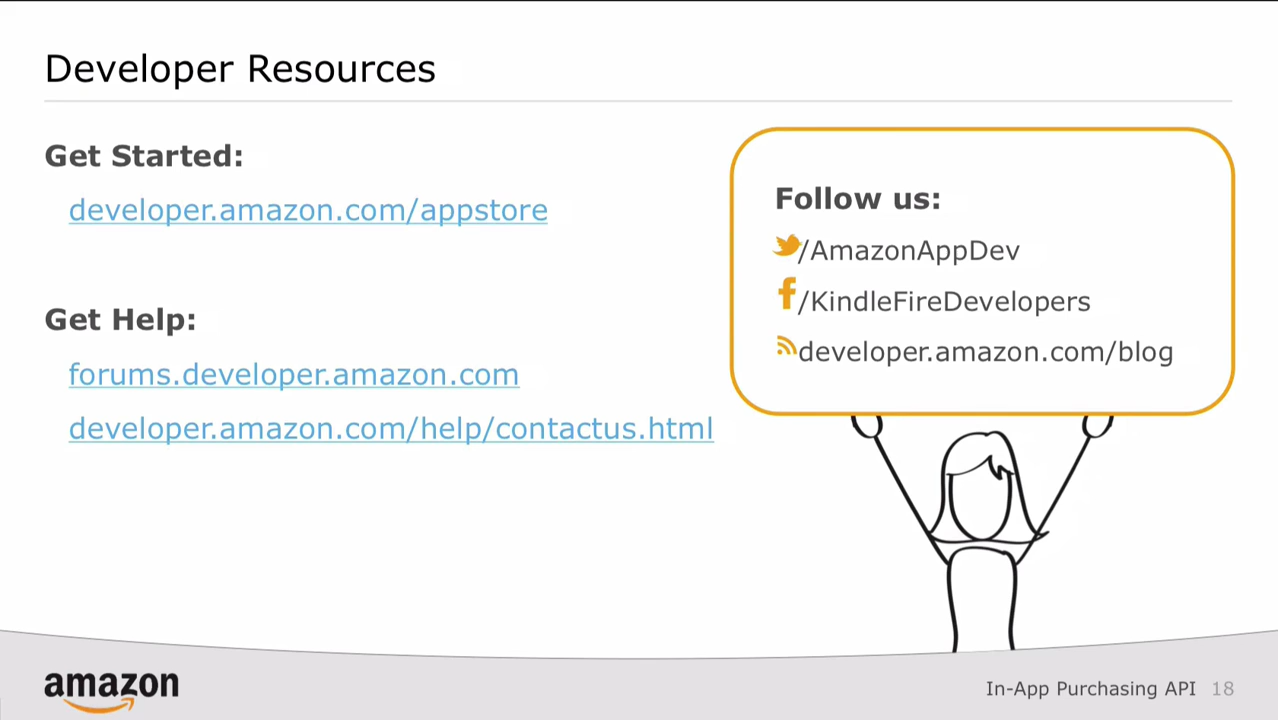 Developer Resources
Get Started:
developer.amazon.com/appstore
Get Help:
forums.developer.amazon.com
developer.amazon.com/help/contactus.html
Follow us:
/AmazonAppDev
/KindleFireDevelopers
developer.amazon.com/blog
amazon
In-App Purchasing API 18